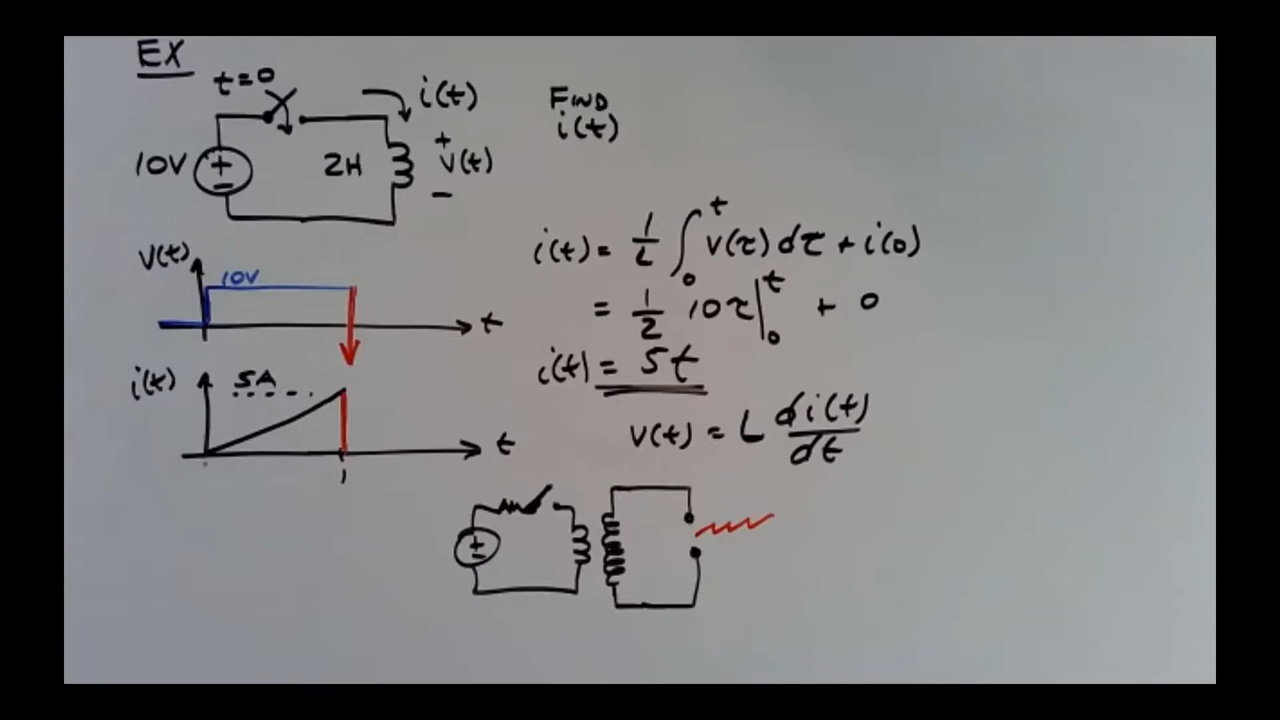 EX
t=0
i(t)
FIND
i(t)
10V
+
-
2H
+
v(t)
-
i(t) = 1/L ∫₀ᵗ v(τ) dτ + i(0)
= 1/2 10τ |₀ᵗ + 0
i(t) = 5t
v(t) = L di(t)/dt
v(t)
10V
t
i(t)
5A
t
1
+
-